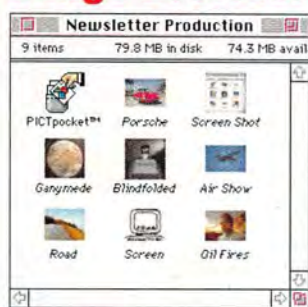 Newsletter Production
9 items 79.8 MB in disk 74.3 MB avail
PICTpocket™ Porsche Screen Shot
Ganymede Blindfolded Air Show
Road Screen Oil Fires